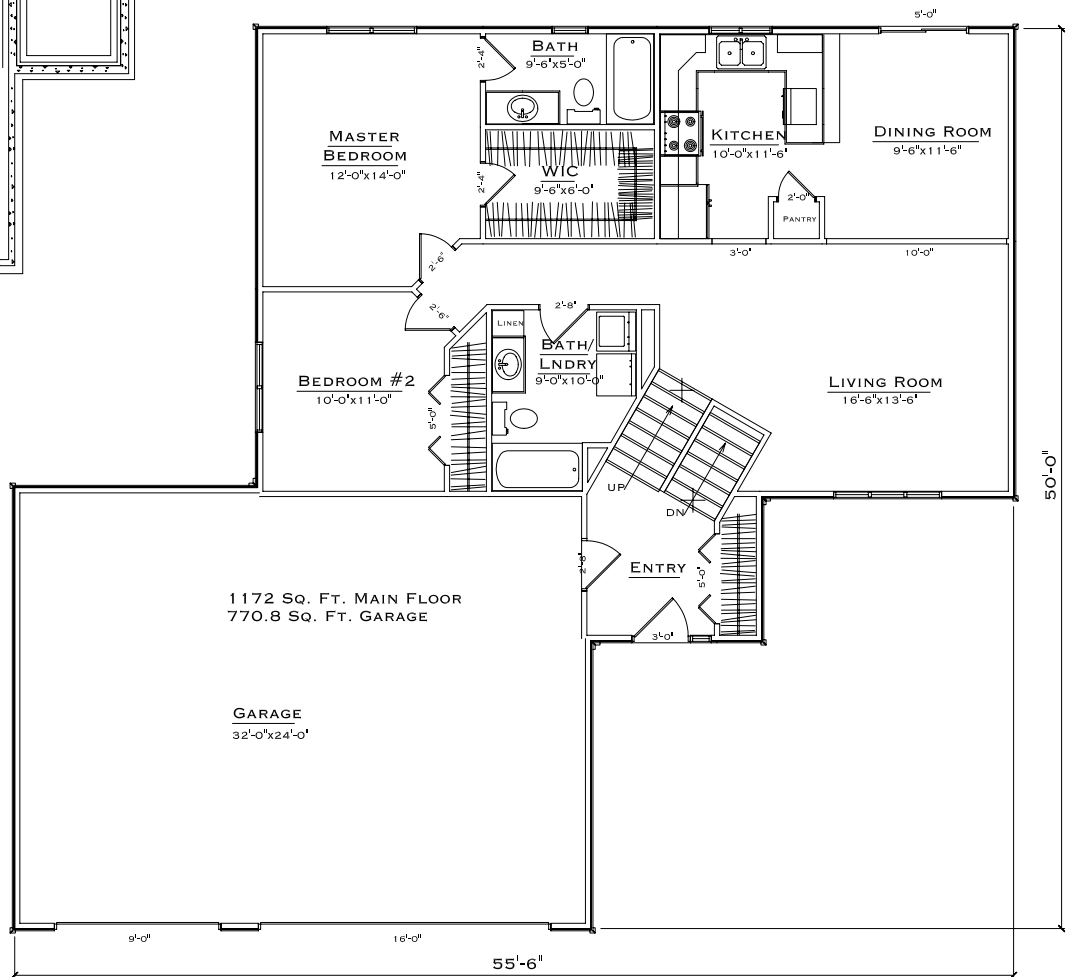 5'-0"
BATH
9'-6"x5'-0"
2'-4"
MASTER
BEDROOM
12'-0"x14'-0"
KITCHEN
10'-0"x11'-6"
DINING ROOM
9'-6"x11'-6"
WIC
9'-6"x6'-0"
2'-4"
2'-0"
PANTRY
3'-0"
10'-0"
2'-6"
2'-6"
2'-8"
LINEN
BATH/
LNDRY
9'-0"x10'-0"
BEDROOM #2
10'-0"x11'-0"
5'-0"
LIVING ROOM
16'-6"x13'-6"
UP
DN
50'-0"
2'-8"
ENTRY
5'-0"
3'-0"
1172 SQ. FT. MAIN FLOOR
770.8 SQ. FT. GARAGE
GARAGE
32'-0"x24'-0"
9'-0"
16'-0"
55'-6"